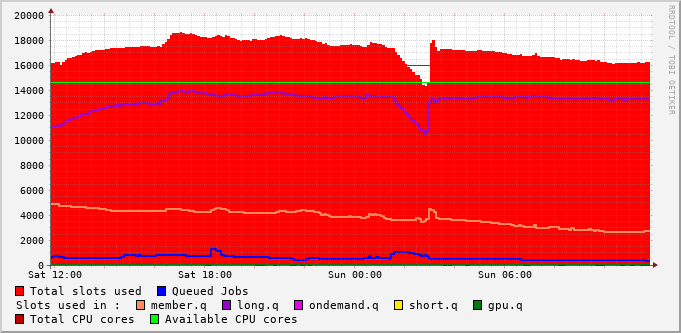 20000
18000
16000
14000
12000
10000
8000
6000
4000
2000
0
Sat 12:00 Sat 18:00 Sun 00:00 Sun 06:00
RRDTOOL / TOBI OETIKER
Total slots used Queued Jobs
Slots used in : member.q long.q ondemand.q short.q gpu.q
Total CPU cores Available CPU cores